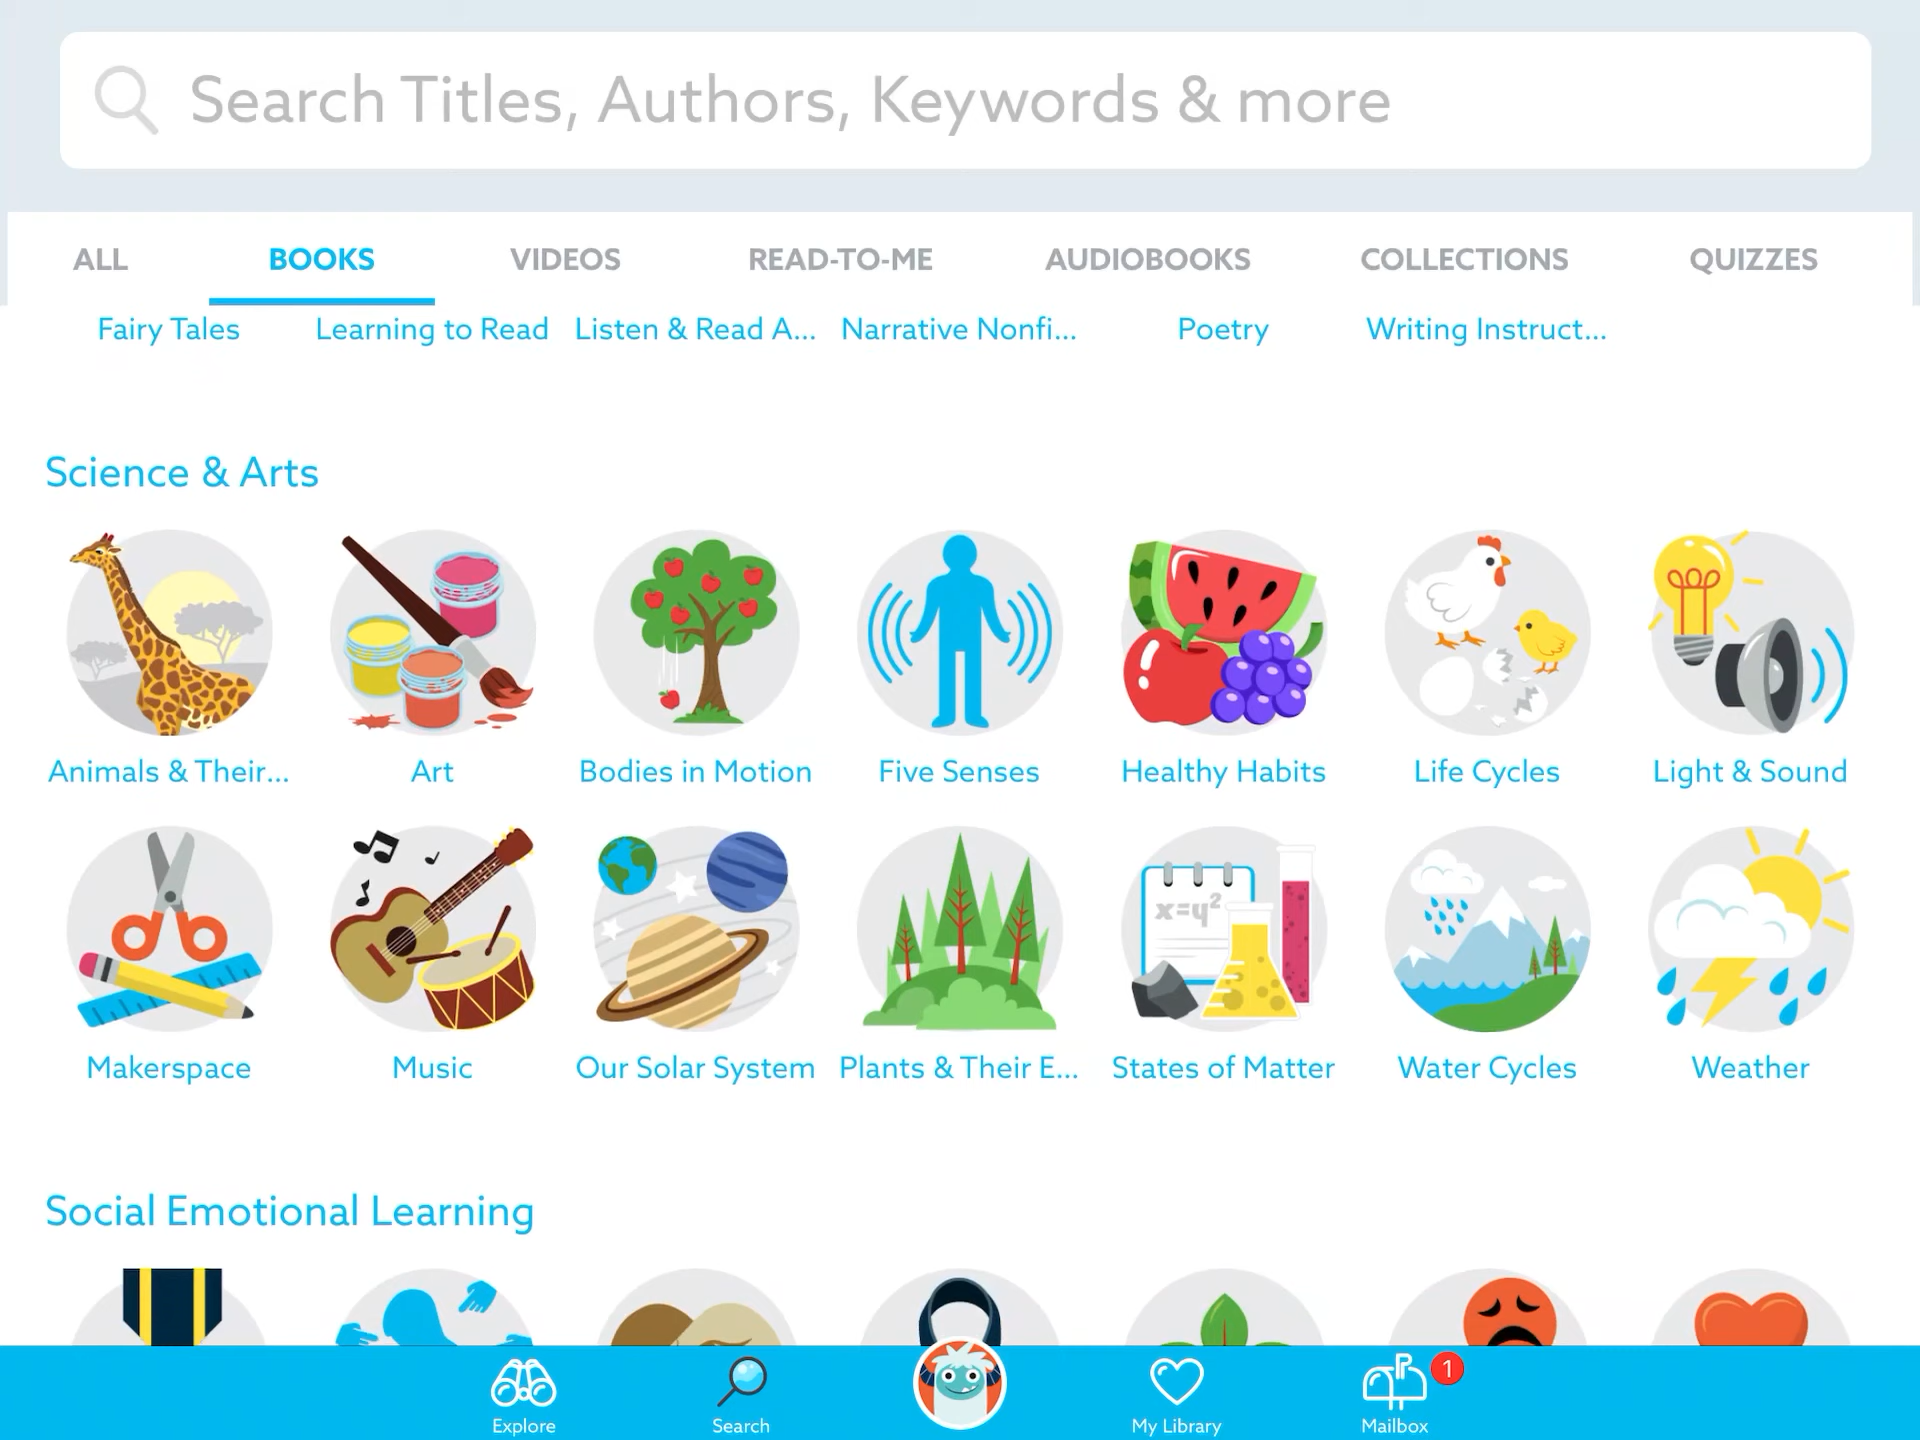 Search Titles, Authors, Keywords & more
ALL BOOKS VIDEOS READ-TO-ME AUDIOBOOKS COLLECTIONS QUIZZES
Fairy Tales Learning to Read Listen & Read A... Narrative Nonfi... Poetry Writing Instruct...
Science & Arts
x=y²
Animals & Their... Art Bodies in Motion Five Senses Healthy Habits Life Cycles Light & Sound
Makerspace Music Our Solar System Plants & Their E... States of Matter Water Cycles Weather
Social Emotional Learning
1
Explore Search My Library Mailbox